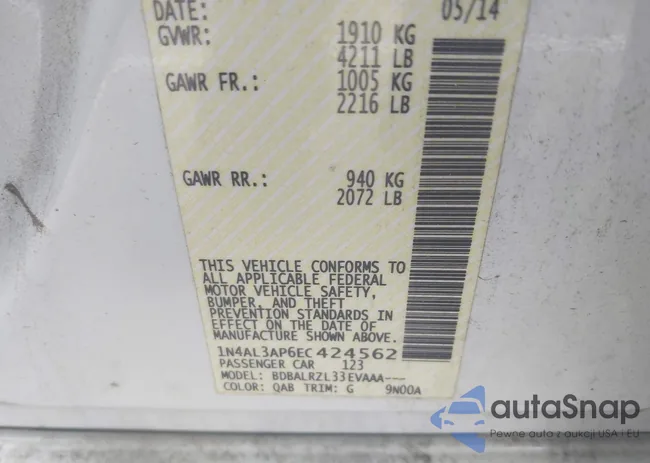 DATE: 05/14
GVWR: 1910 KG
4211 LB
GAWR FR.: 1005 KG
2216 LB
GAWR RR.: 940 KG
2072 LB
THIS VEHICLE CONFORMS TO
ALL APPLICABLE FEDERAL
MOTOR VEHICLE SAFETY,
BUMPER, AND THEFT
PREVENTION STANDARDS IN
EFFECT ON THE DATE OF
MANUFACTURE SHOWN ABOVE.
1N4AL3AP6EC424562
PASSENGER CAR 123
MODEL: BDBALRZL33EVAAA---
COLOR: QAB TRIM: G 9N00A
autaSnap
Pewne auta z aukcji USA i EU